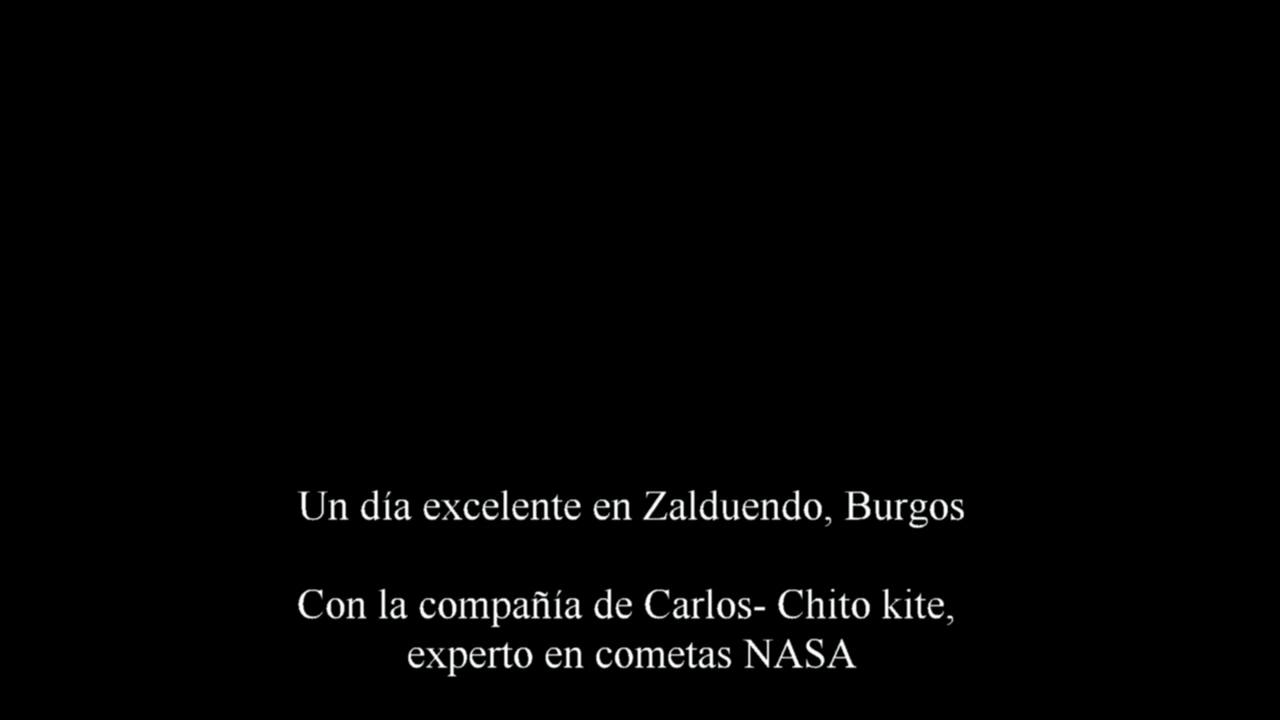 Un día excelente en Zalduendo, Burgos
Con la compañía de Carlos- Chito kite,
experto en cometas NASA